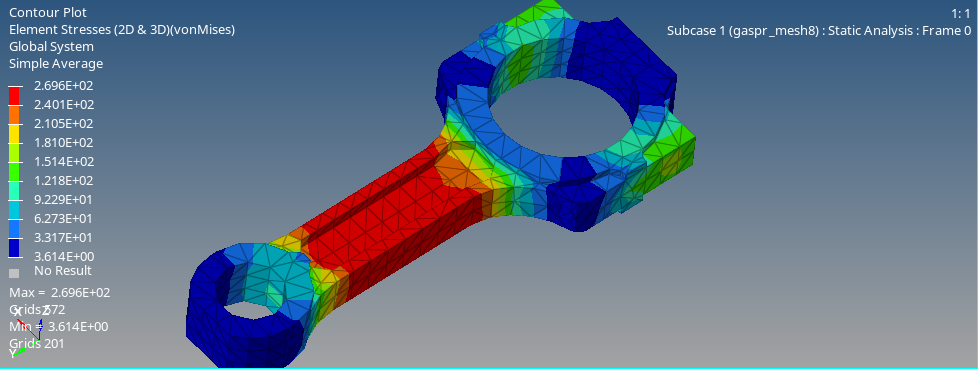 Contour Plot
Element Stresses (2D & 3D)(vonMises)
Global System
Simple Average
1: 1
Subcase 1 (gaspr_mesh8) : Static Analysis : Frame 0
2.696E+02
2.401E+02
2.105E+02
1.810E+02
1.514E+02
1.218E+02
9.229E+01
6.273E+01
3.317E+01
3.614E+00
No Result
Max = 2.696E+02
Grids 572
Min = 3.614E+00
Grids 201
X
Z
Y